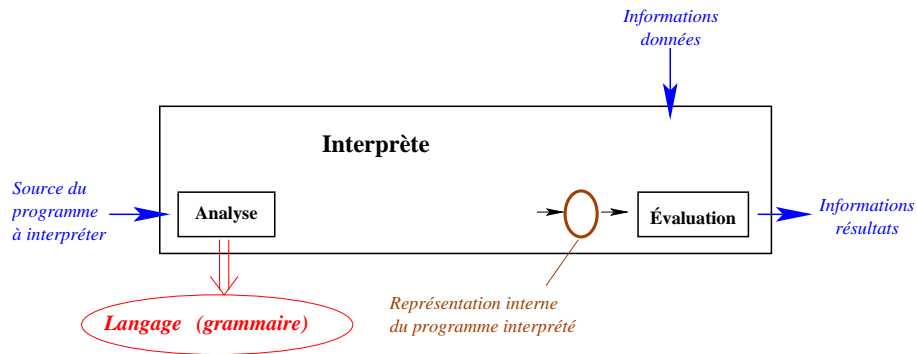 Informations
données
Interprète
Source du
programme
à interpréter
Analyse
Évaluation
Informations
résultats
Représentation interne
du programme interprété
Langage (grammaire)